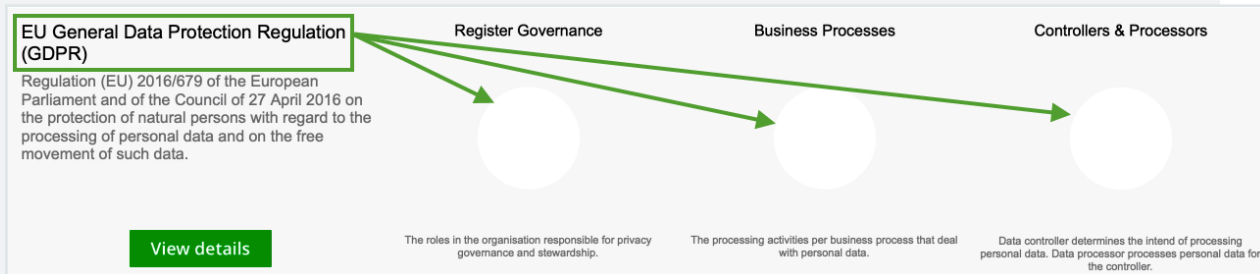 EU General Data Protection Regulation
(GDPR)
Regulation (EU) 2016/679 of the European
Parliament and of the Council of 27 April 2016 on
the protection of natural persons with regard to the
processing of personal data and on the free
movement of such data.
View details
Register Governance
The roles in the organisation responsible for privacy
governance and stewardship.
Business Processes
The processing activities per business process that deal
with personal data.
Controllers & Processors
Data controller determines the intend of processing
personal data. Data processor processes personal data for
the controller.